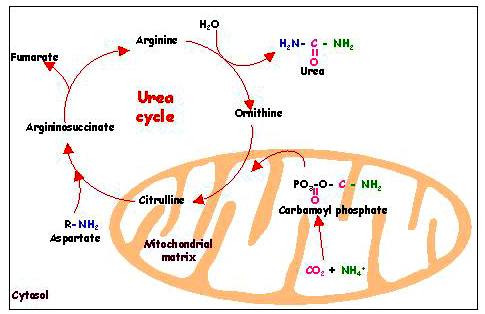 H₂O
Arginine
H₂N- C - NH₂
O
Urea
Fumarate
Urea
cycle
Ornithine
Argininosuccinate
PO₃-O- C - NH₂
O
Carbamoyl phosphate
Citrulline
R-NH₂
Aspartate
Mitochondrial
matrix
CO₂ + NH₄⁺
Cytosol